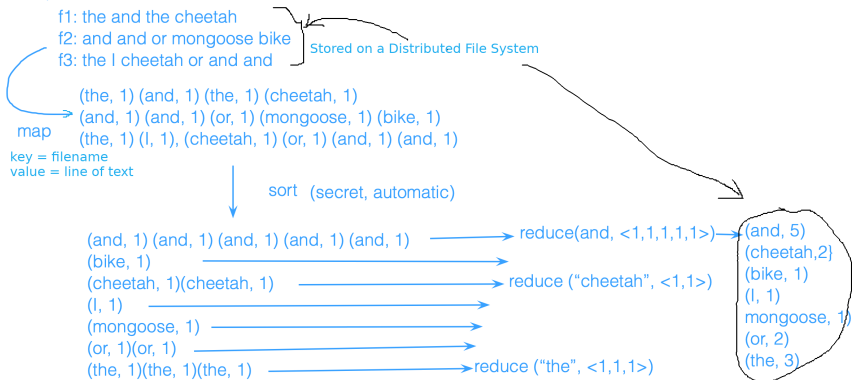 f1: the and the cheetah
f2: and and or mongoose bike
f3: the I cheetah or and and
Stored on a Distributed File System
(the, 1) (and, 1) (the, 1) (cheetah, 1)
(and, 1) (and, 1) (or, 1) (mongoose, 1) (bike, 1)
(the, 1) (I, 1), (cheetah, 1) (or, 1) (and, 1) (and, 1)
map
key = filename
value = line of text
sort (secret, automatic)
(and, 1) (and, 1) (and, 1) (and, 1) (and, 1)
(bike, 1)
(cheetah, 1)(cheetah, 1)
(I, 1)
(mongoose, 1)
(or, 1)(or, 1)
(the, 1)(the, 1)(the, 1)
reduce(and, <1,1,1,1,1>)
reduce (“cheetah”, <1,1>)
reduce (“the”, <1,1,1>)
(and, 5)
(cheetah,2}
(bike, 1)
(I, 1)
mongoose, 1)
(or, 2)
(the, 3)